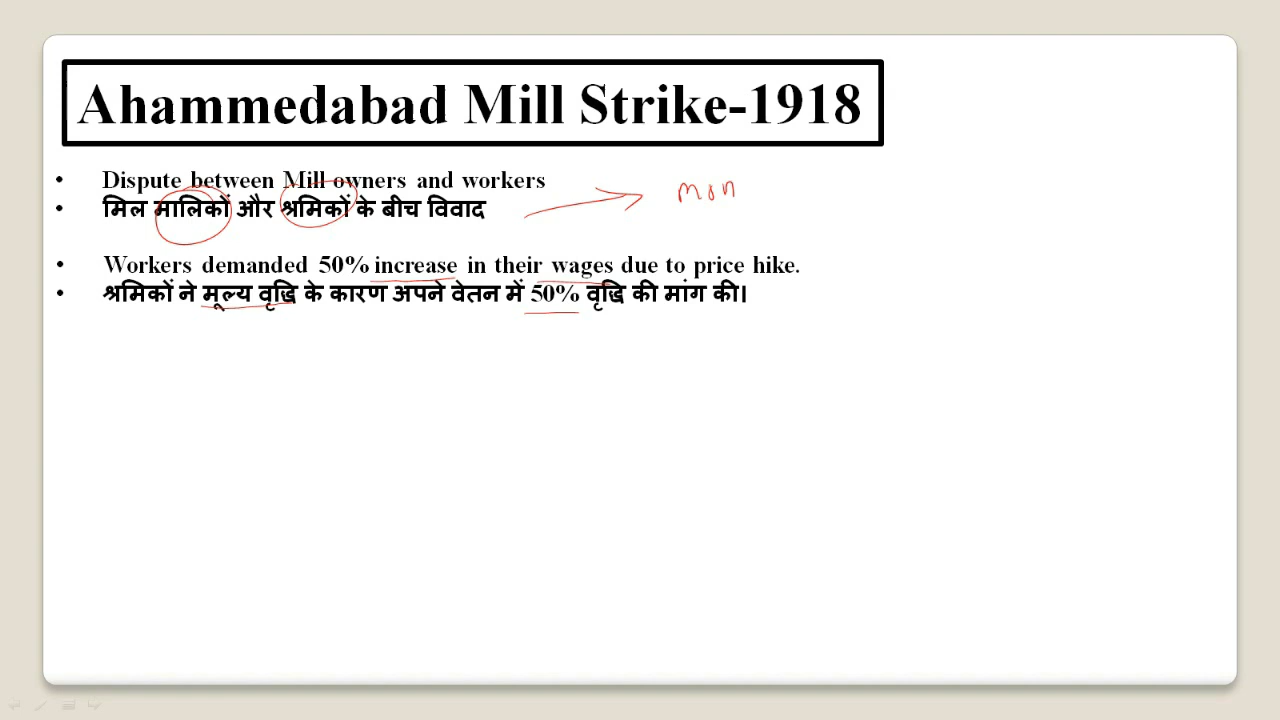 Ahammedabad Mill Strike-1918
• Dispute between Mill owners and workers
• मिल मालिकों और श्रमिकों के बीच विवाद
mon
• Workers demanded 50% increase in their wages due to price hike.
• श्रमिकों ने मूल्य वृद्धि के कारण अपने वेतन में 50% वृद्धि की मांग की।